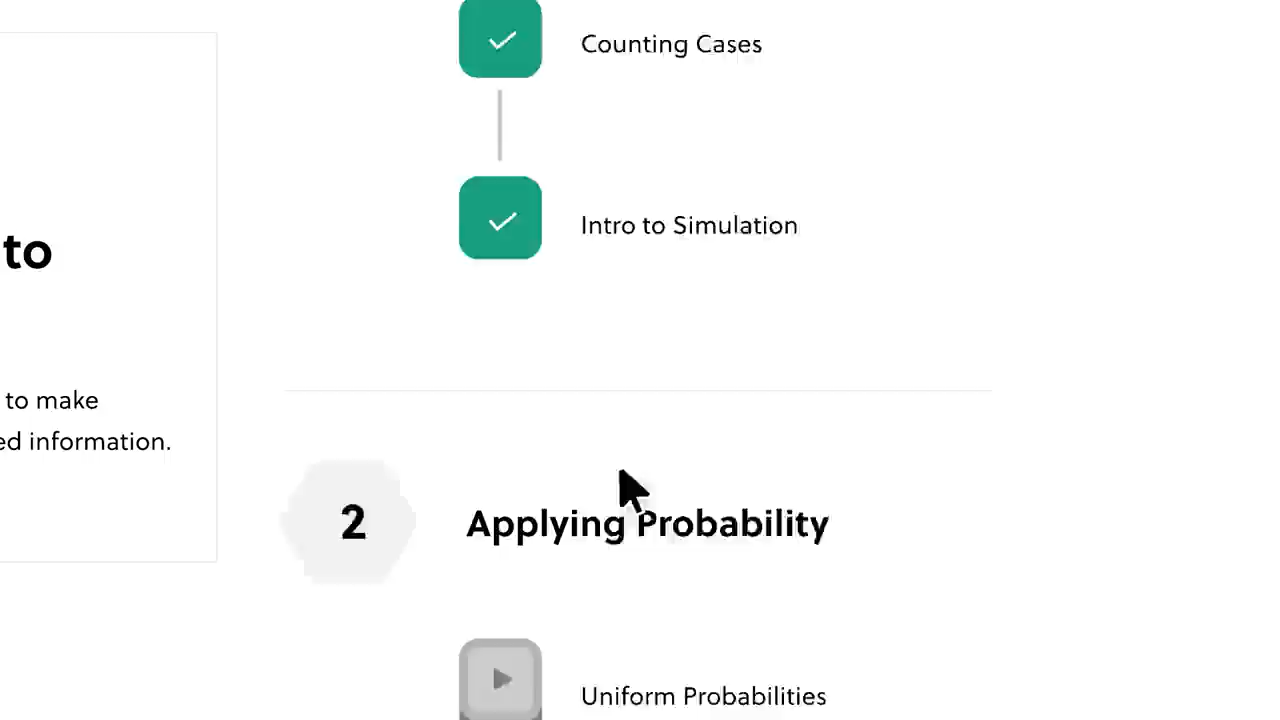 Counting Cases
Intro to Simulation
to
to make
ed information.
2
Applying Probability
Uniform Probabilities